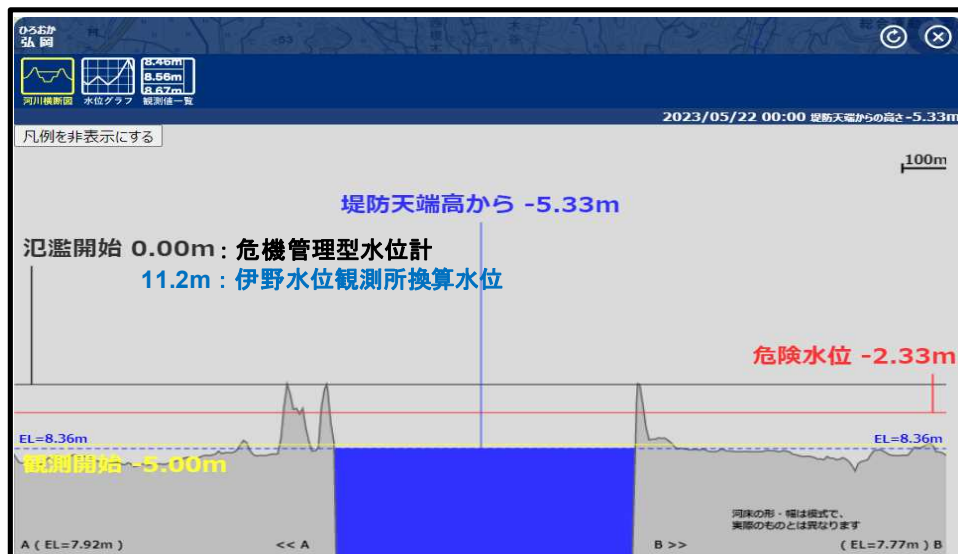 ひろおか
弘岡
8.46m
8.56m
8.67m
河川横断図 水位グラフ 観測値一覧
2023/05/22 00:00 堤防天端からの高さ-5.33m
凡例を非表示にする
100m
堤防天端高から -5.33m
氾濫開始 0.00m:危機管理型水位計
11.2m:伊野水位観測所換算水位
危険水位 -2.33m
EL=8.36m
EL=8.36m
観測開始 -5.00m
河床の形・幅は模式で、
実際のものとは異なります
A ( EL=7.92m ) << A B >> ( EL=7.77m ) B